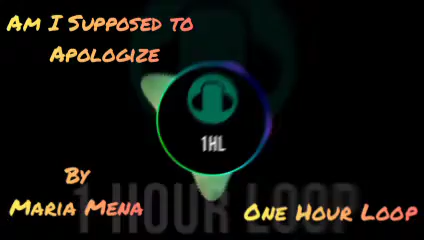 Am I Supposed to
Apologize
1HL
By
Maria Mena
1 HOUR LOOP
One Hour Loop